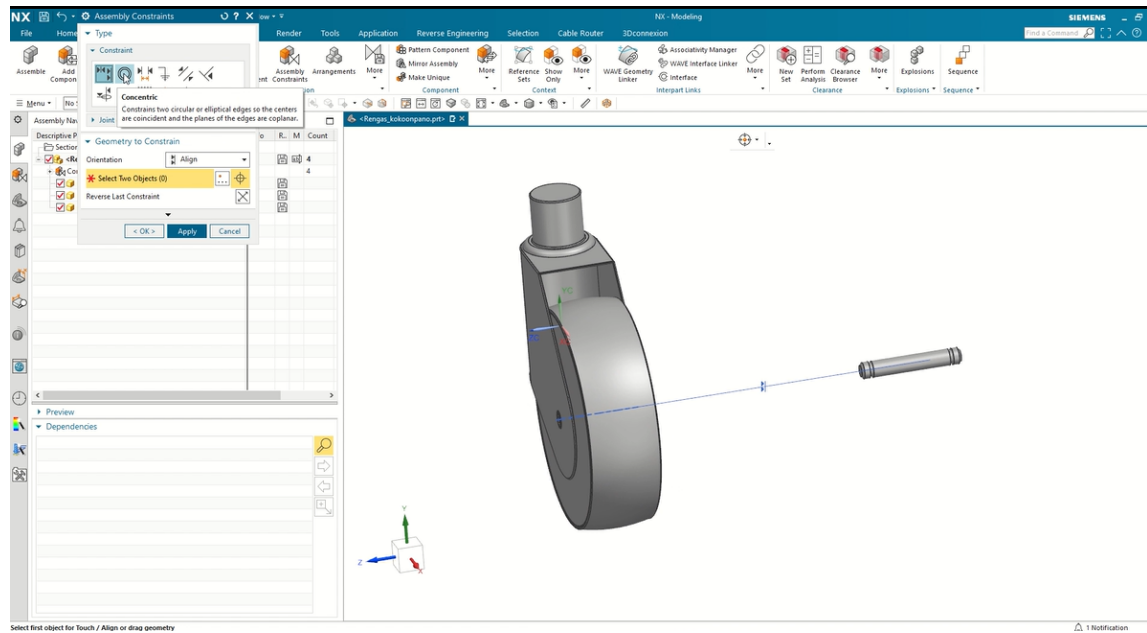 NX
Assembly Constraints
NX - Modeling
SIEMENS
File
Home
Type
Render
Tools
Application
Reverse Engineering
Selection
Cable Router
3Dconnexion
Find a Command
Constraint
Assemble
Add
Compon
Assembly
Constraints
Arrangements
More
Pattern Component
Mirror Assembly
Make Unique
More
Component
Reference
Sets
Show
Only
More
Context
WAVE Geometry
Linker
Associativity Manager
WAVE Interface Linker
Interface
More
Interpart Links
New
Set
Perform
Analysis
Clearance
Browser
More
Clearance
Explosions
Explosions
Sequence
Sequence
Concentric
Constrains two circular or elliptical edges so the centers
are coincident and the planes of the edges are coplanar.
Menu
No S
Joint
Assembly Nav
<Rengas_kokoonpano.prt>
Descriptive P
R..
M
Count
Section
<Re
4
Co
4
Geometry to Constrain
Orientation
Align
Select Two Objects (0)
Reverse Last Constraint
< OK >
Apply
Cancel
YC
Preview
Dependencies
Y
Z
X
Select first object for Touch / Align or drag geometry
1 Notification